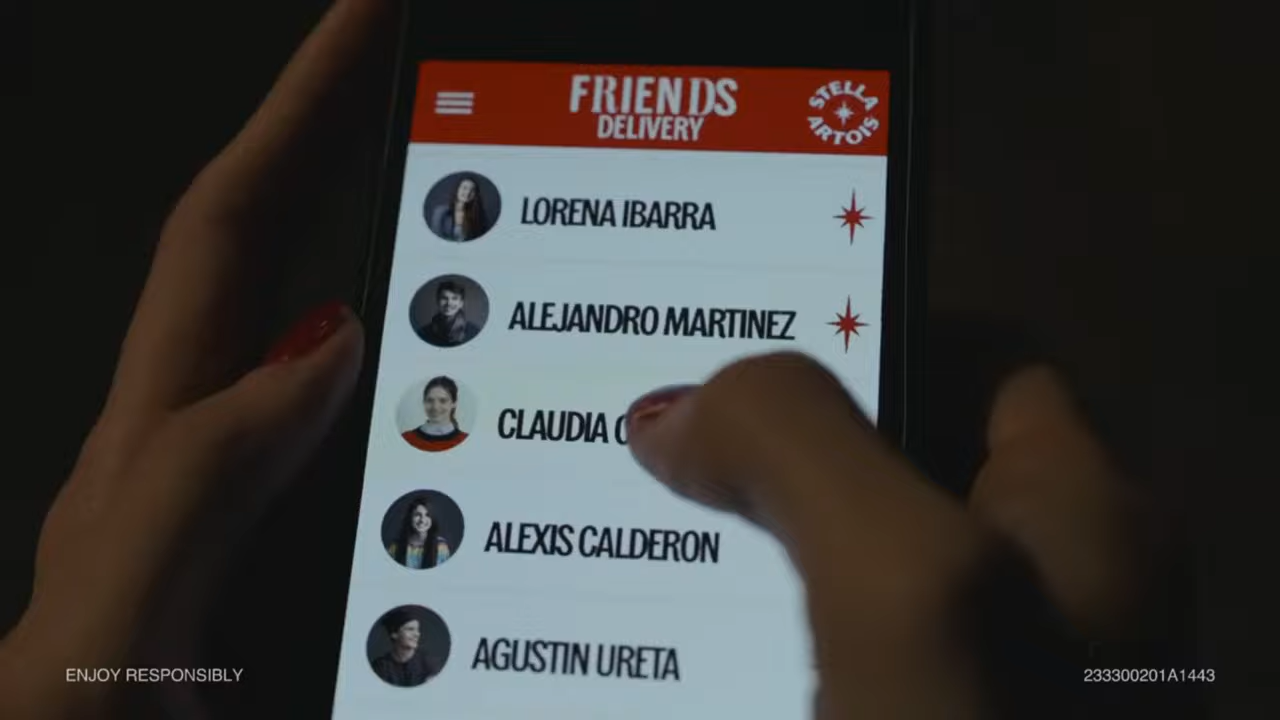 FRIENDS
DELIVERY
STELLA
ARTOIS
LORENA IBARRA
ALEJANDRO MARTINEZ
CLAUDIA
ALEXIS CALDERON
AGUSTIN URETA
ENJOY RESPONSIBLY
233300201A1443